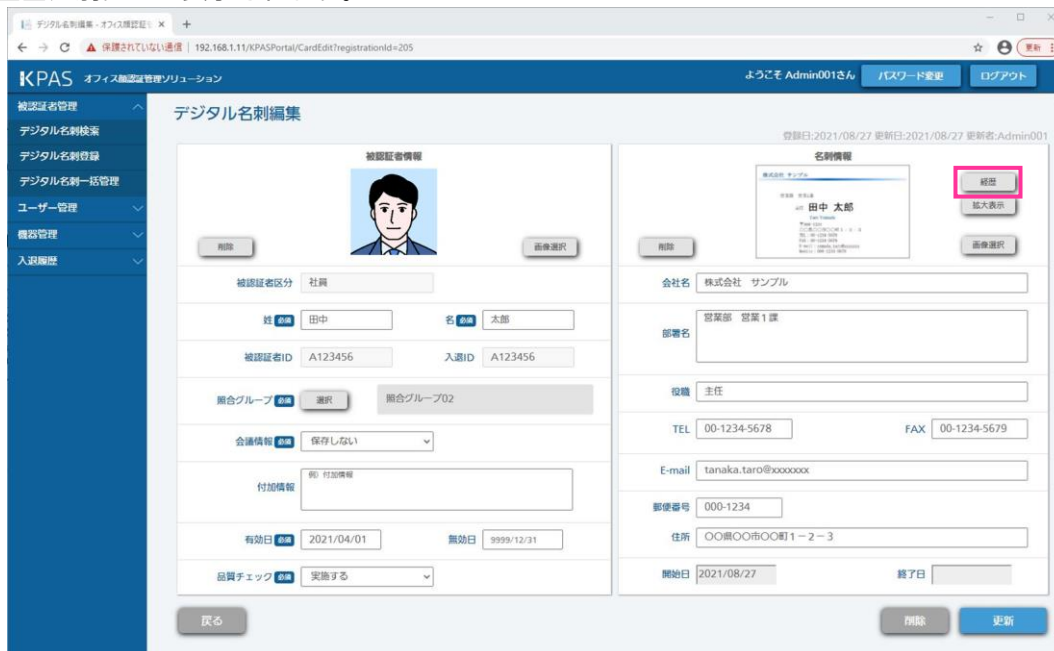 デジタル名刺編集 - オフィス顔認証
保護されていない通信 192.168.1.11/KPASPortal/CardEdit?registrationId=205
更新
KPAS オフィス顔認証管理ソリューション
ようこそ Admin001さん パスワード変更 ログアウト
被認証者管理
デジタル名刺検索
デジタル名刺登録
デジタル名刺一括管理
ユーザー管理
機器管理
入退履歴
デジタル名刺編集
登録日:2021/08/27 更新日:2021/08/27 更新者:Admin001
被認証者情報
削除 画像選択
被認証者区分 社員
姓 必須 田中 名 必須 太郎
被認証者ID A123456 入退ID A123456
照合グループ 必須 選択 照合グループ02
会議情報 必須 保存しない
付加情報 例）付加情報
有効日 必須 2021/04/01 無効日 9999/12/31
品質チェック 必須 実施する
名刺情報
株式会社 サンプル
田中 太郎
経歴
拡大表示
削除 画像選択
会社名 株式会社 サンプル
部署名 営業部 営業1課
役職 主任
TEL 00-1234-5678 FAX 00-1234-5679
E-mail tanaka.taro@xxxxxxx
郵便番号 000-1234
住所 〇〇県〇〇市〇〇町1-2-3
開始日 2021/08/27 終了日
戻る 削除 更新